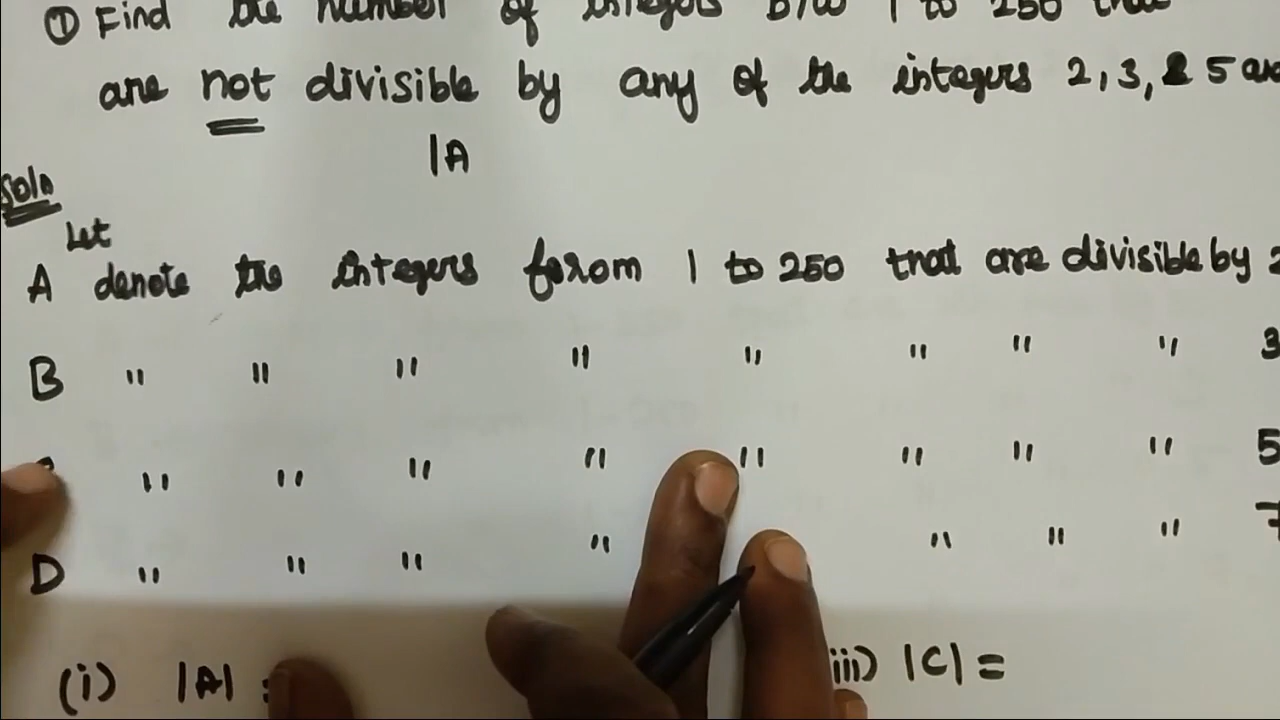 ① Find the number of integers b/w 1 to 250 that
are not divisible by any of the integers 2, 3, 5 and
|A
Soln
Let
A denote the integers forom 1 to 250 that are divisible by 2
B " " " " " " " " 3
" " " " " " " " 5
D " " " " " " " 7
(i) |A| = iii) |C| =